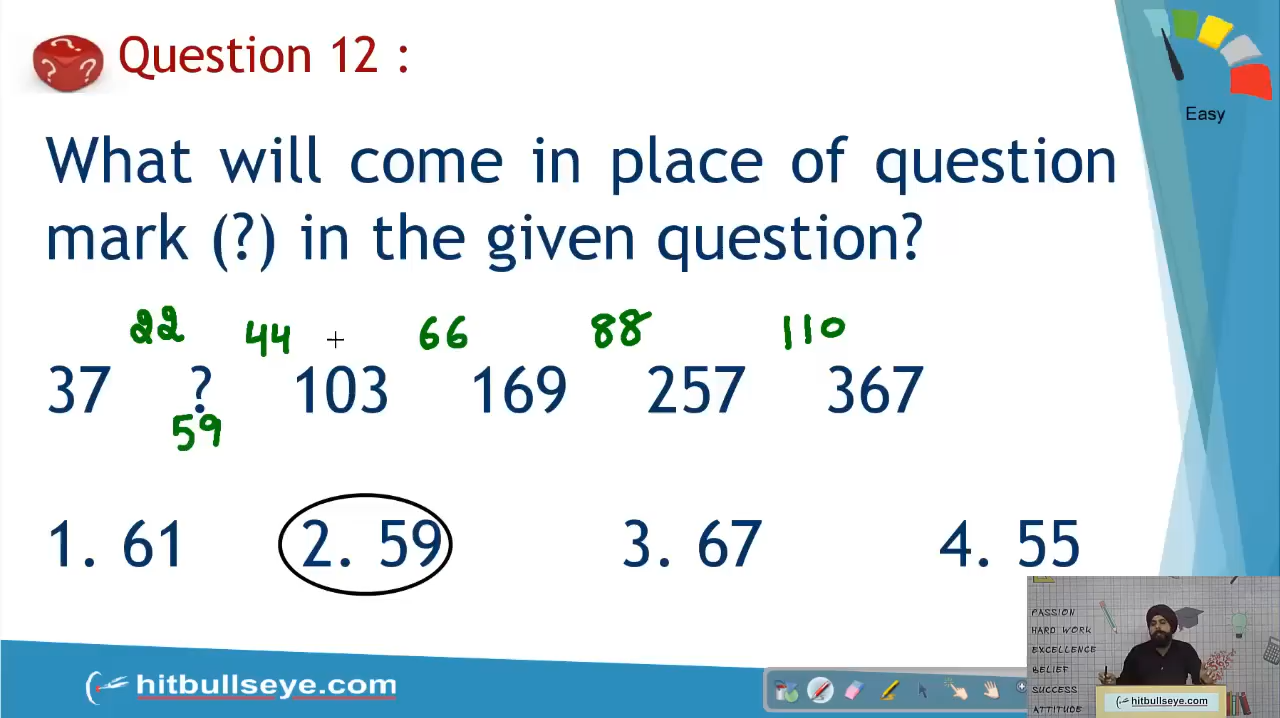 Question 12 :
Easy
What will come in place of question
mark (?) in the given question?
22 44 66 88 110
37 ? 103 169 257 367
59
1. 61 2. 59 3. 67 4. 55
PASSION
HARD WORK
EXCELLENCE
BELIEF
SUCCESS
ATTITUDE
hitbullseye.com
hitbullseye.com